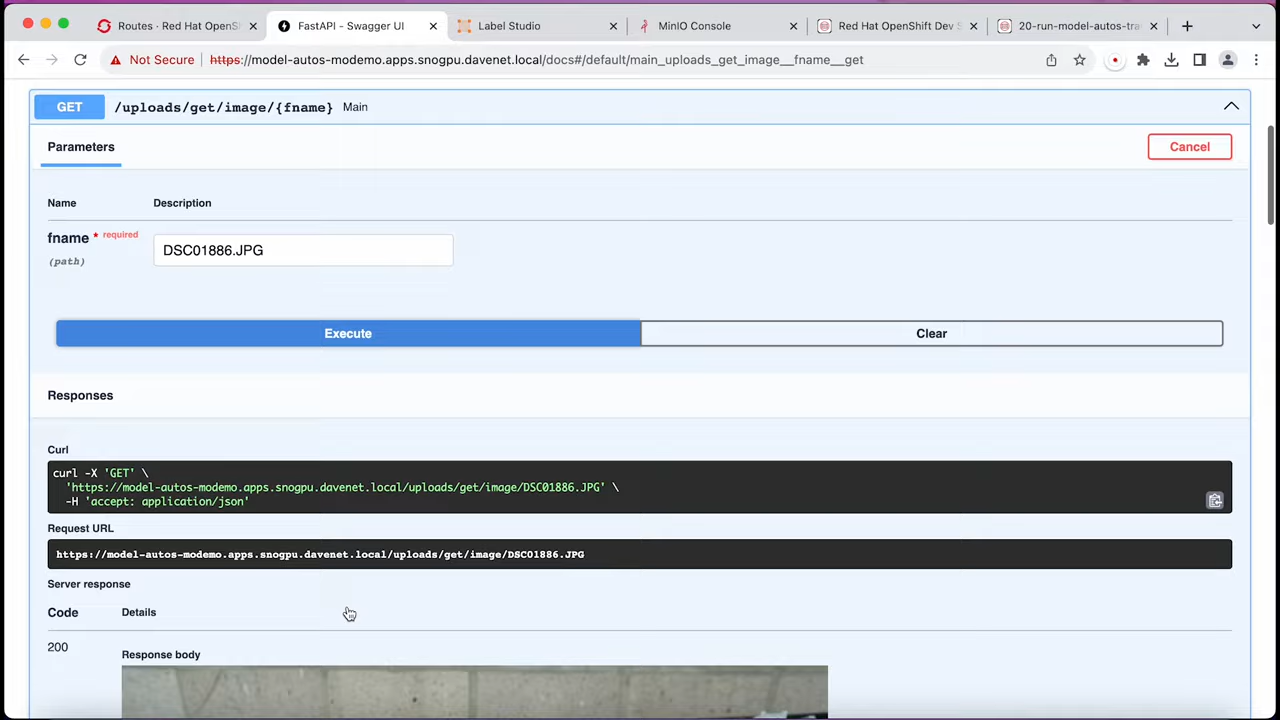 Routes · Red Hat OpenSh
FastAPI - Swagger UI
Label Studio
MinIO Console
Red Hat OpenShift Dev S
20-run-model-autos-tra
Not Secure
https://model-autos-modemo.apps.snogpu.davenet.local/docs#/default/main_uploads_get_image__fname__get
GET /uploads/get/image/{fname} Main
Parameters
Cancel
Name Description
fname * required
DSC01886.JPG
(path)
Execute
Clear
Responses
Curl
curl -X 'GET' \
'https://model-autos-modemo.apps.snogpu.davenet.local/uploads/get/image/DSC01886.JPG' \
-H 'accept: application/json'
Request URL
https://model-autos-modemo.apps.snogpu.davenet.local/uploads/get/image/DSC01886.JPG
Server response
Code Details
200
Response body